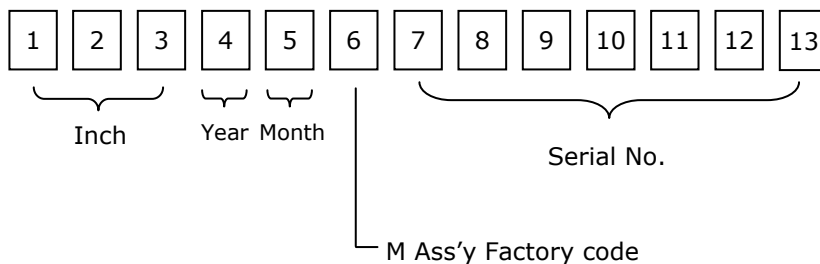 1 2 3 4 5 6 7 8 9 10 11 12 13
Inch Year Month Serial No.
M Ass’y Factory code